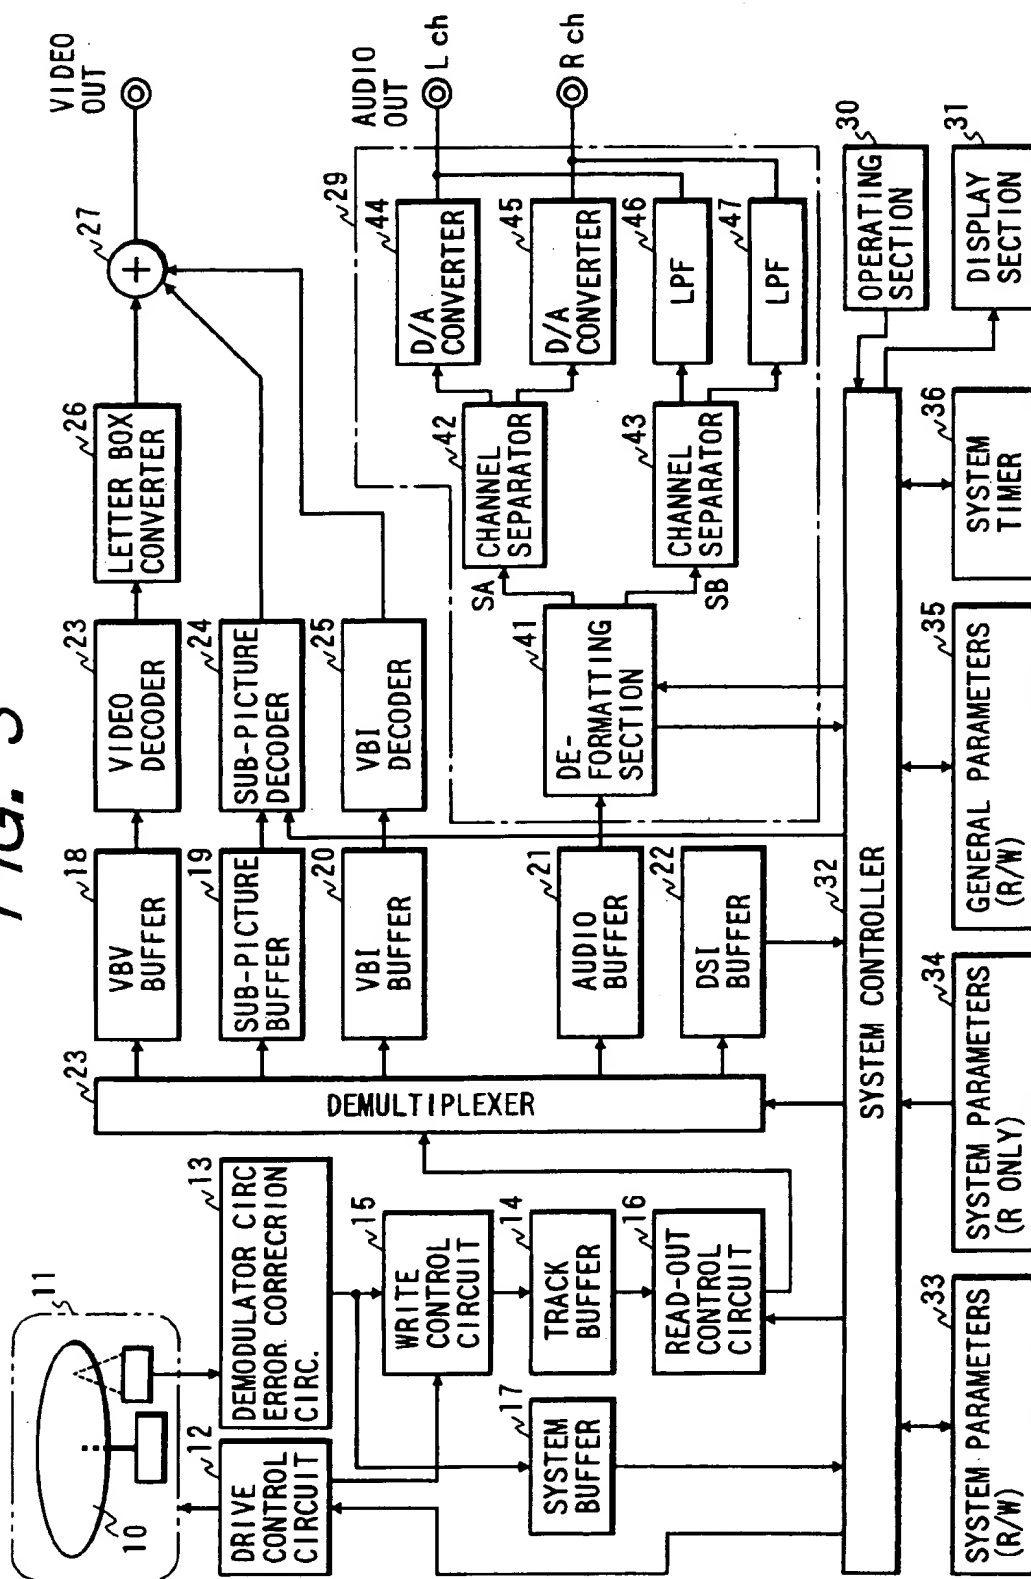 FIG. 3
11
10
12
DRIVE
CONTROL
CIRCUIT
13
DEMODULATOR CIRC
ERROR CORRECRION
CIRC.
15
WRITE
CONTROL
CIRCUIT
14
TRACK
BUFFER
16
READ-OUT
CONTROL
CIRCUIT
17
SYSTEM
BUFFER
23
DEMULTIPLEXER
18
VBV
BUFFER
19
SUB-PICTURE
BUFFER
20
VBI
BUFFER
21
AUDIO
BUFFER
22
DSI
BUFFER
23
VIDEO
DECODER
24
SUB-PICTURE
DECODER
25
VBI
DECODER
26
LETTER BOX
CONVERTER
27
+
VIDEO
OUT
29
41
DE-
FORMATTING
SECTION
SA
SB
42
CHANNEL
SEPARATOR
43
CHANNEL
SEPARATOR
44
D/A
CONVERTER
45
D/A
CONVERTER
46
LPF
47
LPF
AUDIO
OUT
L ch
R ch
30
OPERATING
SECTION
31
DISPLAY
SECTION
32
SYSTEM CONTROLLER
33
SYSTEM PARAMETERS
(R/W)
34
SYSTEM PARAMETERS
(R ONLY)
35
GENERAL PARAMETERS
(R/W)
36
SYSTEM
TIMER